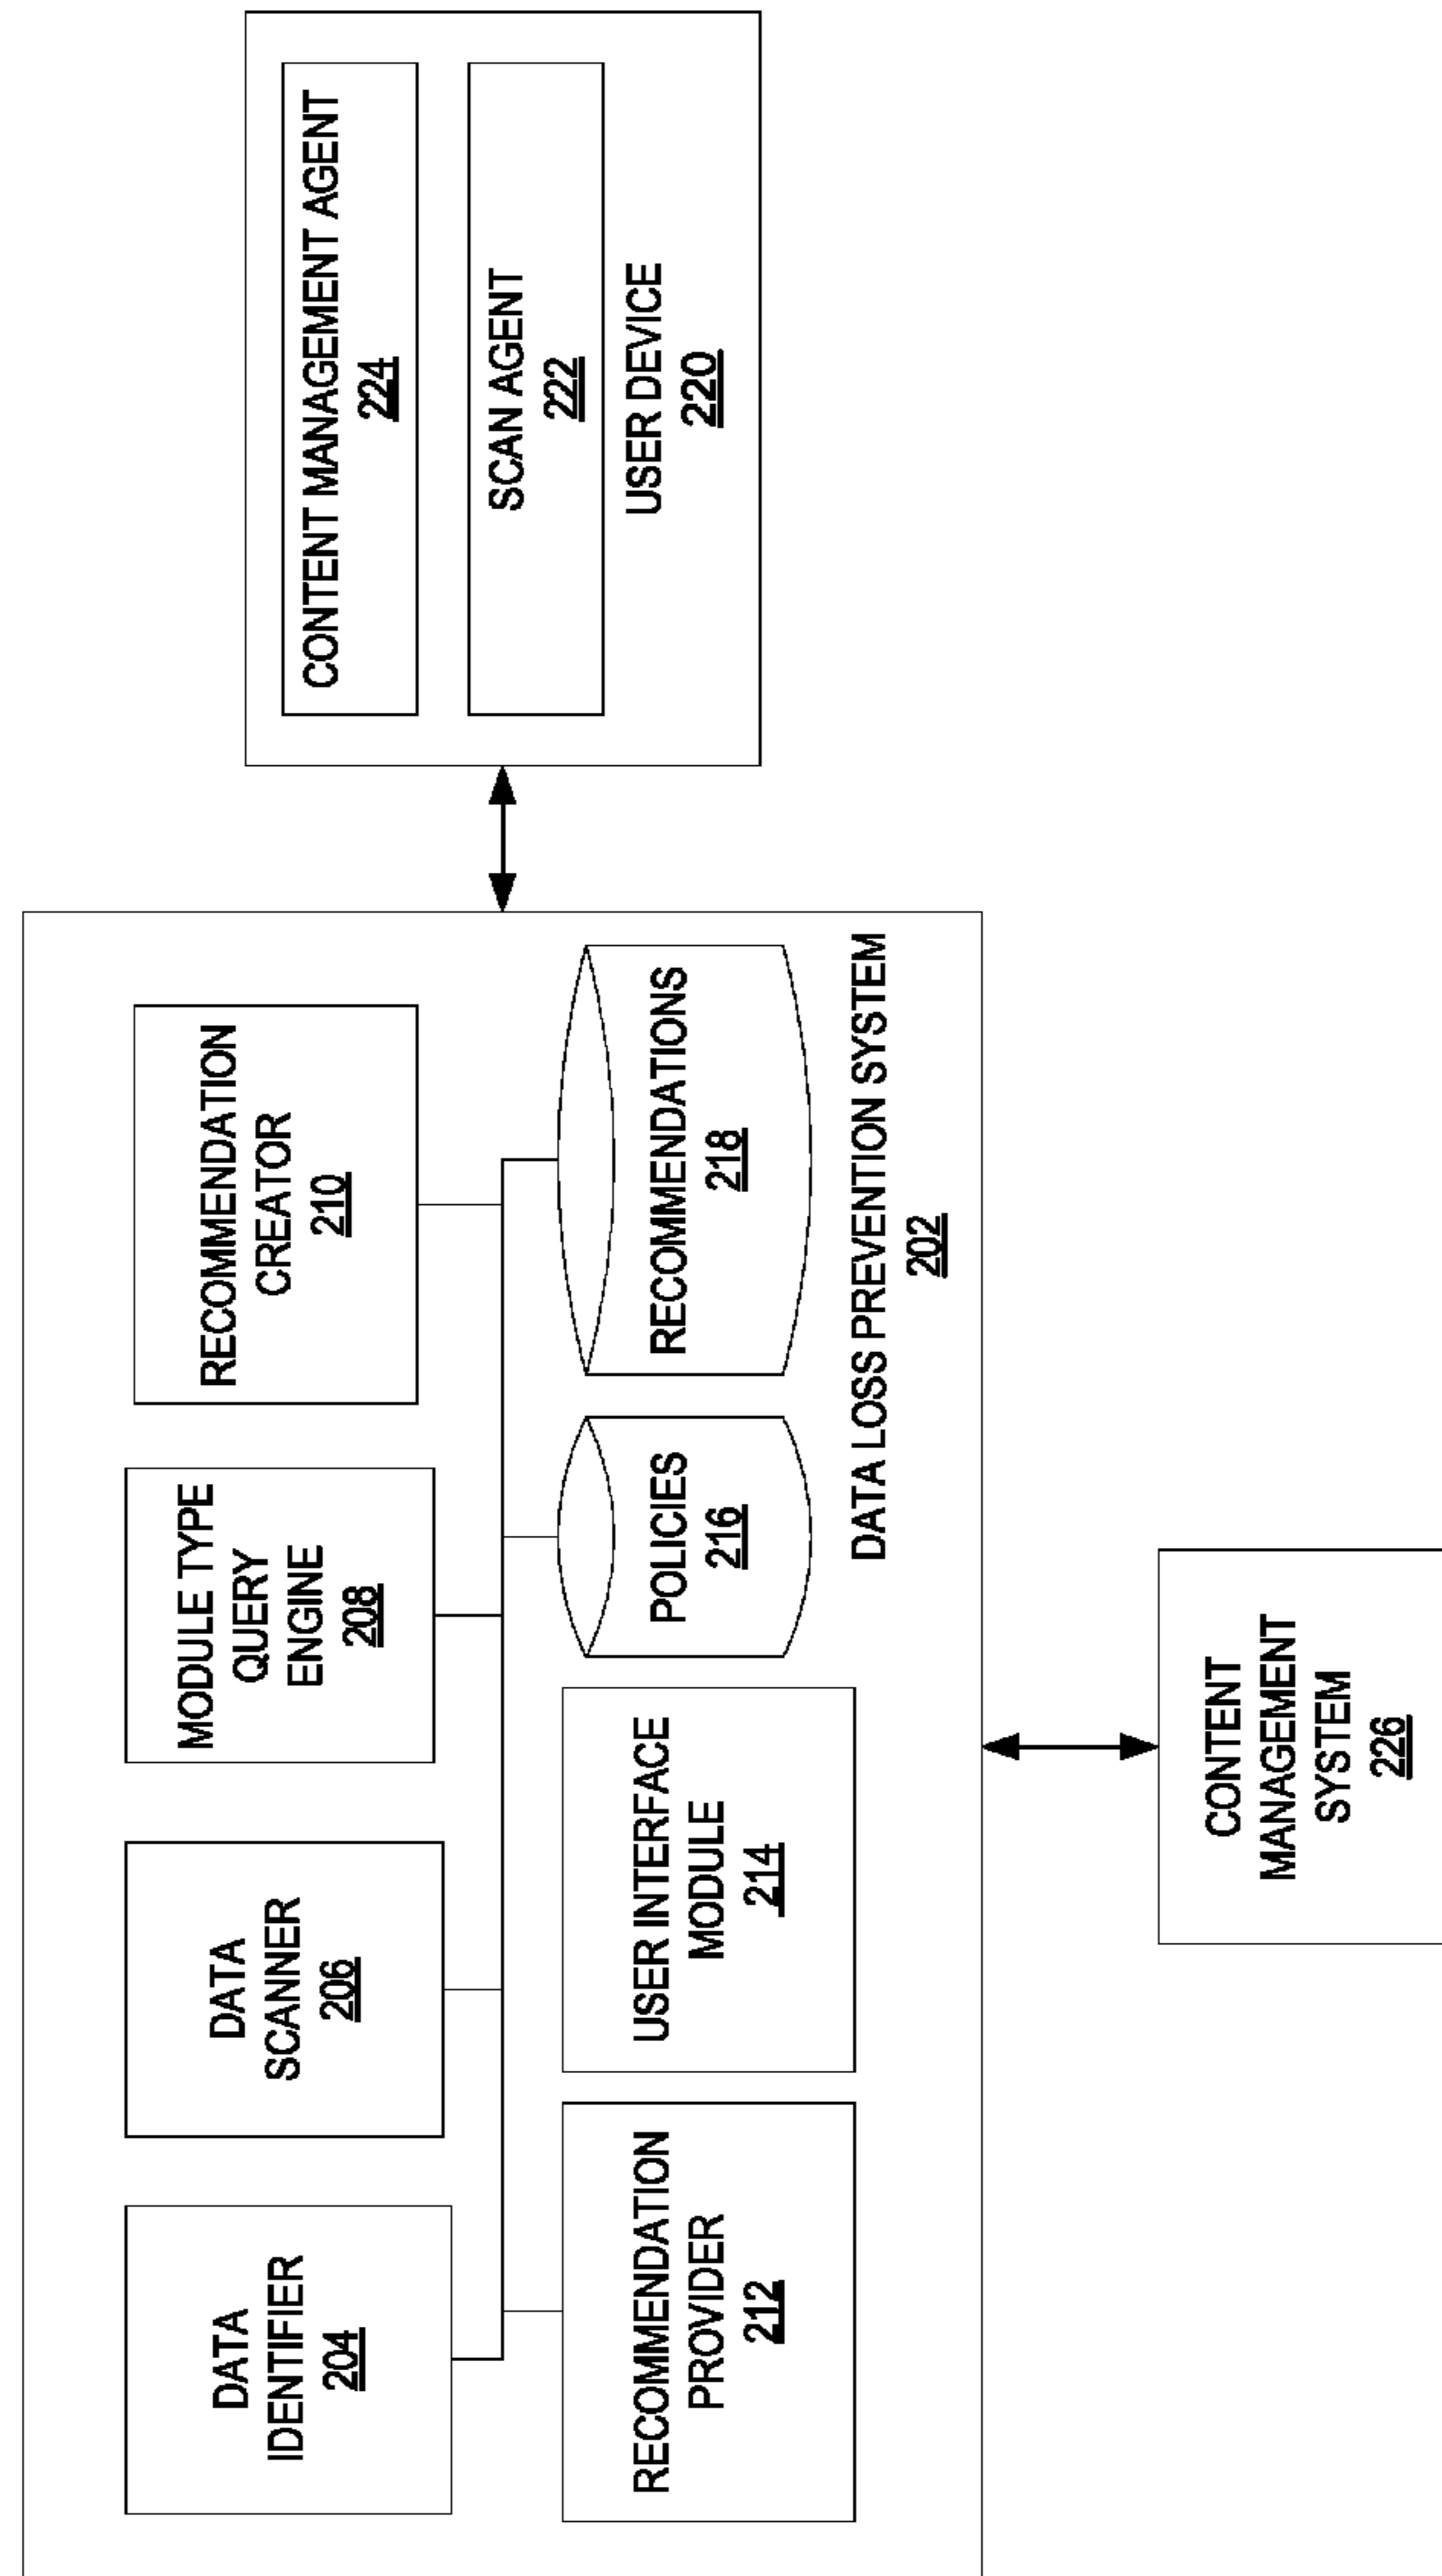 DATA
IDENTIFIER
204
DATA
SCANNER
206
MODULE TYPE
QUERY
ENGINE
208
RECOMMENDATION
CREATOR
210
RECOMMENDATION
PROVIDER
212
USER INTERFACE
MODULE
214
POLICIES
216
RECOMMENDATIONS
218
DATA LOSS PREVENTION SYSTEM
202
CONTENT MANAGEMENT AGENT
224
SCAN AGENT
222
USER DEVICE
220
CONTENT
MANAGEMENT
SYSTEM
226